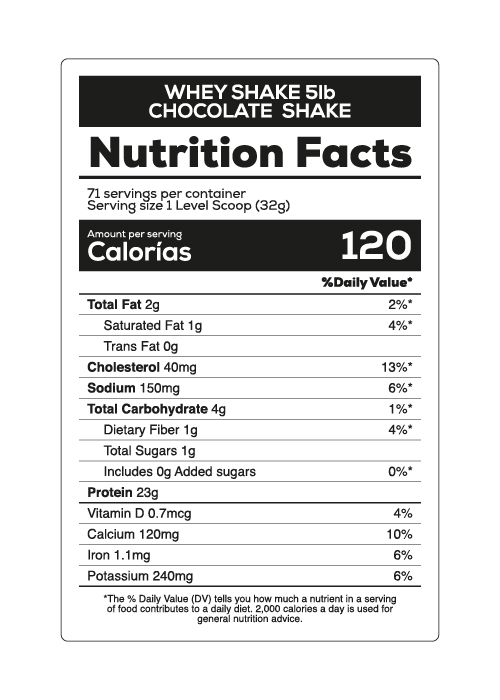 WHEY SHAKE 5lb
CHOCOLATE SHAKE
Nutrition Facts
71 servings per container
Serving size 1 Level Scoop (32g)
Amount per serving
Calorías 120
%Daily Value*
Total Fat 2g 2%*
Saturated Fat 1g 4%*
Trans Fat 0g
Cholesterol 40mg 13%*
Sodium 150mg 6%*
Total Carbohydrate 4g 1%*
Dietary Fiber 1g 4%*
Total Sugars 1g
Includes 0g Added sugars 0%*
Protein 23g
Vitamin D 0.7mcg 4%
Calcium 120mg 10%
Iron 1.1mg 6%
Potassium 240mg 6%
*The % Daily Value (DV) tells you how much a nutrient in a serving
of food contributes to a daily diet. 2,000 calories a day is used for
general nutrition advice.